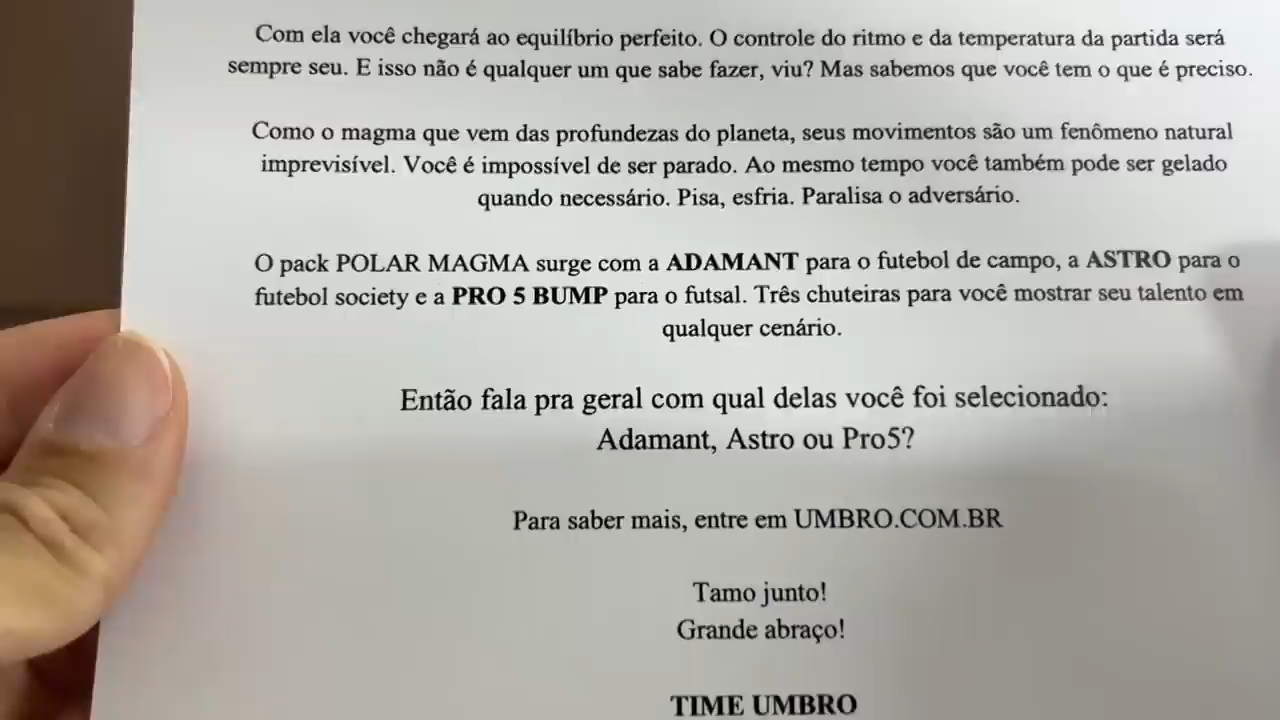 Com ela você chegará ao equilíbrio perfeito. O controle do ritmo e da temperatura da partida será
sempre seu. E isso não é qualquer um que sabe fazer, viu? Mas sabemos que você tem o que é preciso.
Como o magma que vem das profundezas do planeta, seus movimentos são um fenômeno natural
imprevisível. Você é impossível de ser parado. Ao mesmo tempo você também pode ser gelado
quando necessário. Pisa, esfria. Paralisa o adversário.
O pack POLAR MAGMA surge com a ADAMANT para o futebol de campo, a ASTRO para o
futebol society e a PRO 5 BUMP para o futsal. Três chuteiras para você mostrar seu talento em
qualquer cenário.
Então fala pra geral com qual delas você foi selecionado:
Adamant, Astro ou Pro5?
Para saber mais, entre em UMBRO.COM.BR
Tamo junto!
Grande abraço!
TIME UMBRO